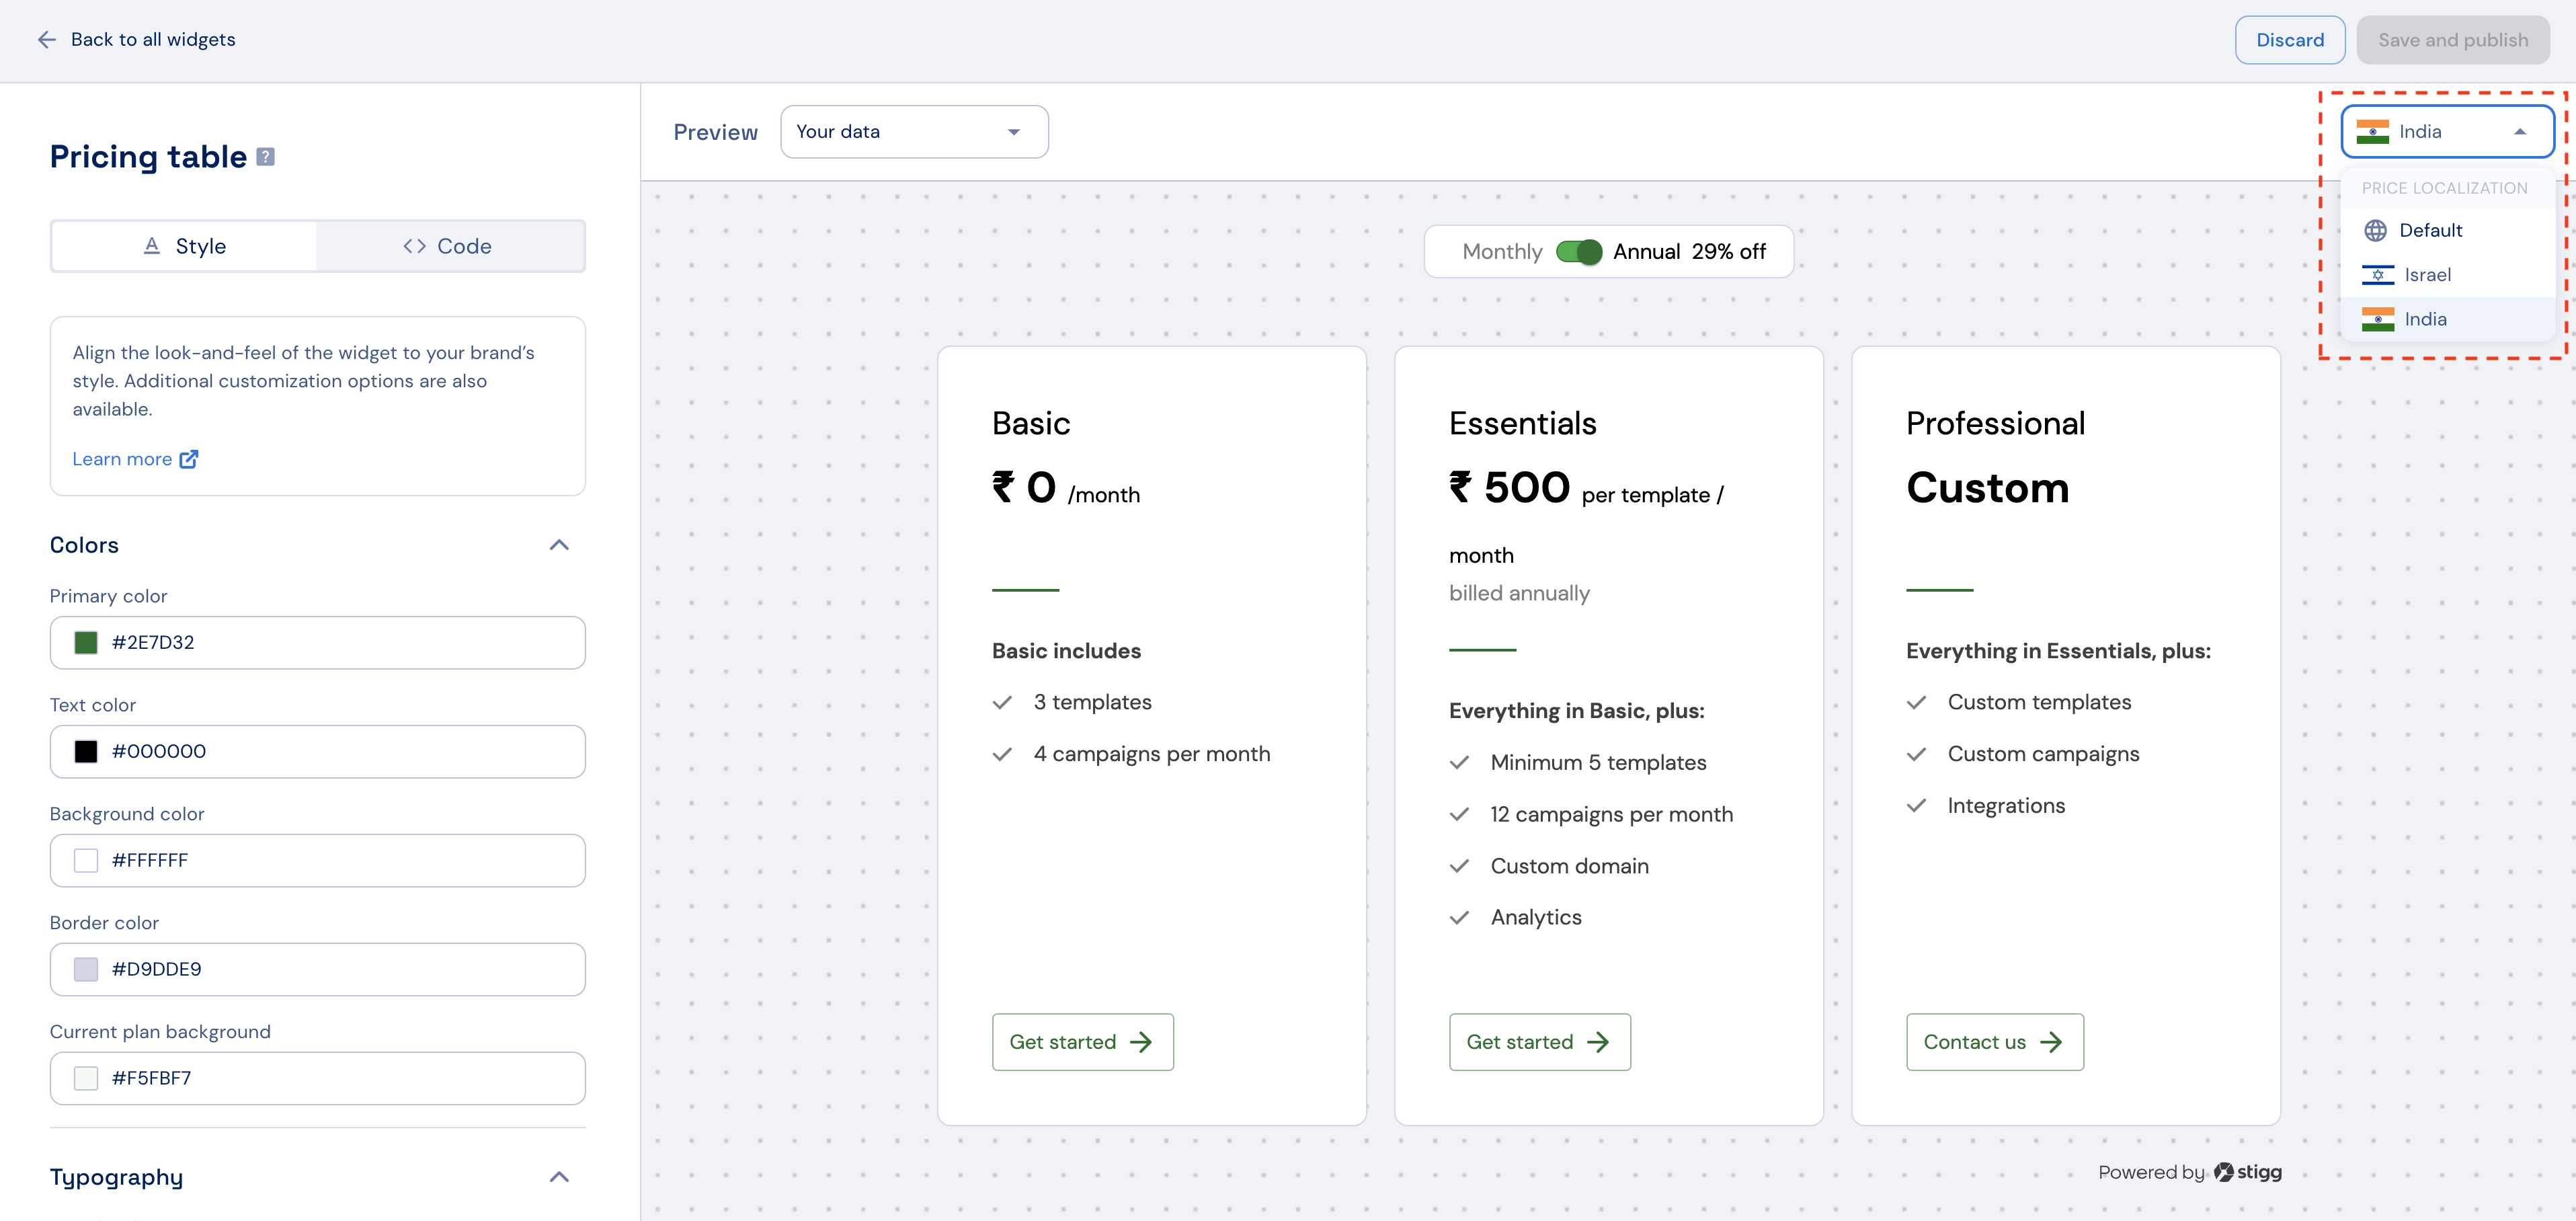 Back to all widgets
Discard
Save and publish
Pricing table ?
Style
<> Code
Align the look-and-feel of the widget to your brand's
style. Additional customization options are also
available.
Learn more
Colors
Primary color
#2E7D32
Text color
#000000
Background color
#FFFFFF
Border color
#D9DDE9
Current plan background
#F5FBF7
Typography
Preview
Your data
India
PRICE LOCALIZATION
Default
Israel
India
Monthly Annual 29% off
Basic
₹ 0 /month
Basic includes
3 templates
4 campaigns per month
Get started
Essentials
₹ 500 per template /
month
billed annually
Everything in Basic, plus:
Minimum 5 templates
12 campaigns per month
Custom domain
Analytics
Get started
Professional
Custom
Everything in Essentials, plus:
Custom templates
Custom campaigns
Integrations
Contact us
Powered by stigg